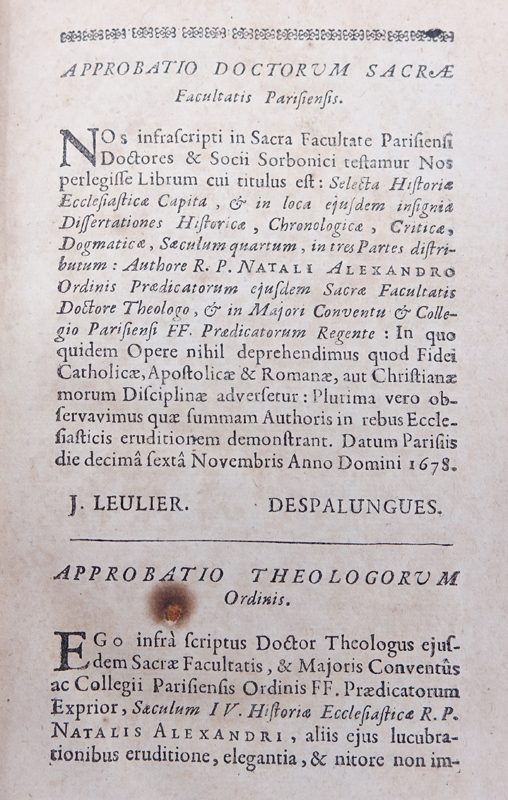 APPROBATIO DOCTORVM SACRÆ
Facultatis Pariſienſis.
NOs infraſcripti in Sacra Facultate Pariſienſi
Doctores & Socii Sorbonici teſtamur Nos
perlegiſſe Librum cui titulus eſt: Selecta Hiſtoriæ
Eccleſiaſticæ Capita, & in loca ejuſdem inſignia
Diſſertationes Hiſtoricæ, Chronologicæ, Criticæ,
Dogmaticæ, Sæculum quartum, in tres Partes diſtri-
butum: Authore R. P. NATALI ALEXANDRO
Ordinis Prædicatorum ejuſdem Sacræ Facultatis
Doctore Theologo, & in Majori Conventu & Colle-
gio Pariſienſi FF. Prædicatorum Regente: In quo
quidem Opere nihil deprehendimus quod Fidei
Catholicæ, Apoſtolicæ & Romanæ, aut Chriſtianæ
morum Diſciplinæ adverſetur: Plurima vero ob-
ſervavimus quæ ſummam Authoris in rebus Eccle-
ſiaſticis eruditionem demonſtrant. Datum Pariſiis
die decimâ ſextâ Novembris Anno Domini 1678.
J. LEULIER. DESPALUNGUES.
APPROBATIO THEOLOGORVM
Ordinis.
EGo infrà ſcriptus Doctor Theologus ejuſ-
dem Sacræ Facultatis, & Majoris Conventûs
ac Collegii Pariſienſis Ordinis FF. Prædicatorum
Exprior, Sæculum IV. Hiſtoriæ Eccleſiaſticæ R. P.
NATALIS ALEXANDRI, aliis ejus lucubra-
tionibus eruditione, elegantia, & nitore non im-